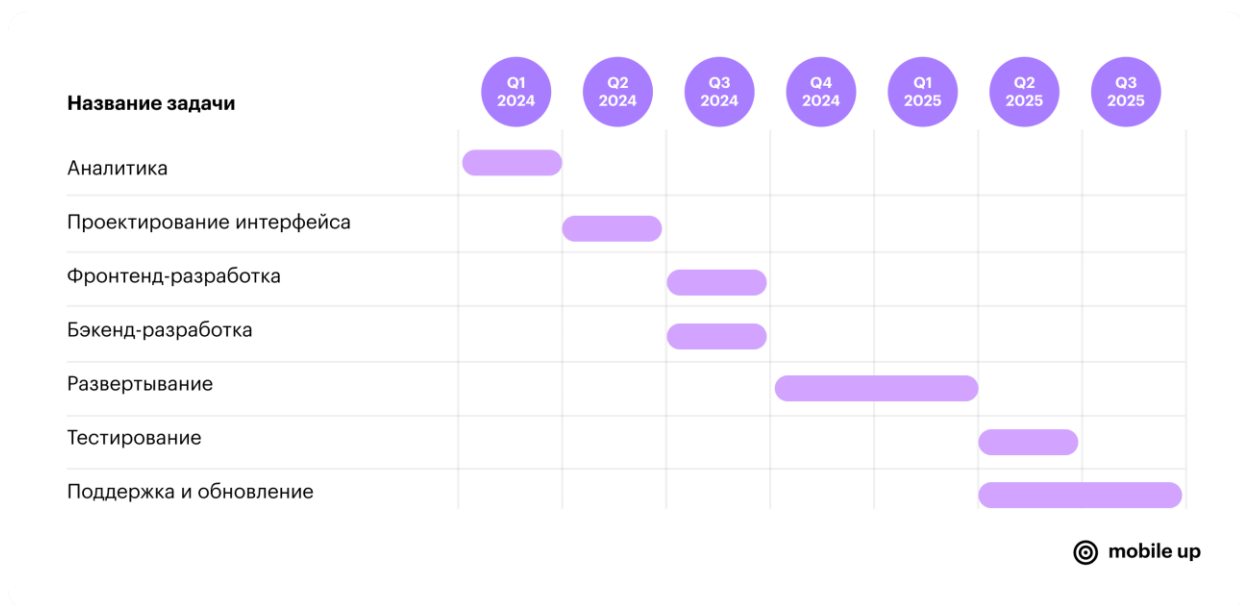 Название задачи
Q1
2024
Q2
2024
Q3
2024
Q4
2024
Q1
2025
Q2
2025
Q3
2025
Аналитика
Проектирование интерфейса
Фронтенд-разработка
Бэкенд-разработка
Развертывание
Тестирование
Поддержка и обновление
mobile up